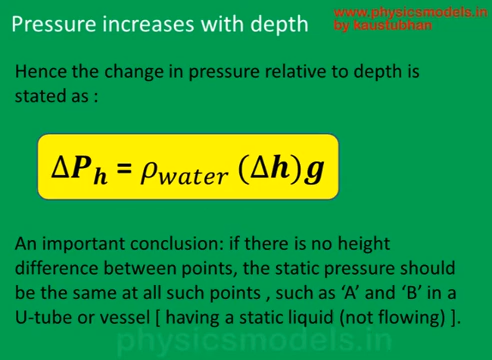 Pressure increases with depth
www.physicsmodels.in
by kaustubhan
Hence the change in pressure relative to depth is
stated as :
ΔP_h = ρ_water (Δh)g
An important conclusion: if there is no height
difference between points, the static pressure should
be the same at all such points , such as ‘A’ and ‘B’ in a
U-tube or vessel [ having a static liquid (not flowing) ].
physicsmodels.in